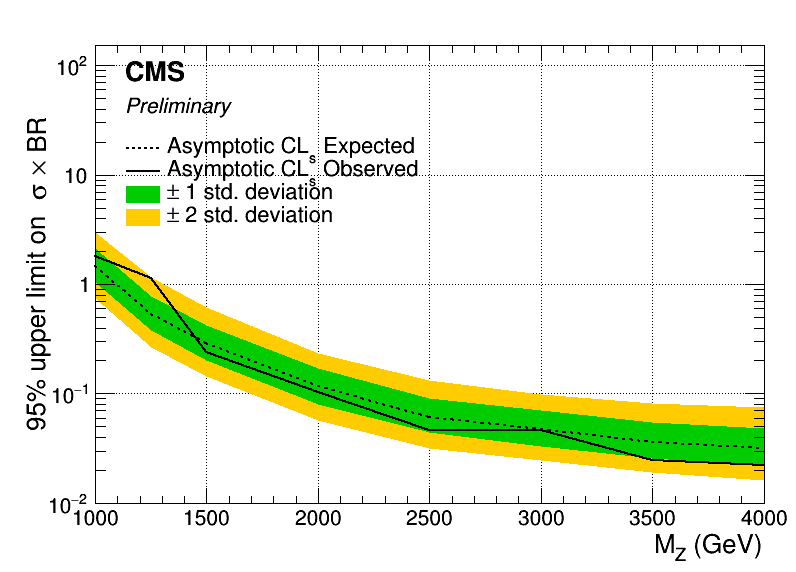 CMS
Preliminary
Asymptotic CLs Expected
Asymptotic CLs Observed
± 1 std. deviation
± 2 std. deviation
95% upper limit on σ × BR
10²
10
1
10⁻¹
10⁻²
1000 1500 2000 2500 3000 3500 4000
M_Z (GeV)